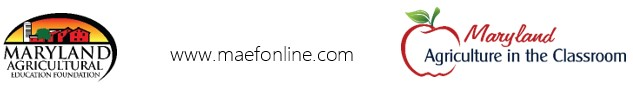 MARYLAND
AGRICULTURAL
EDUCATION FOUNDATION
www.maefonline.com
Maryland
Agriculture in the Classroom